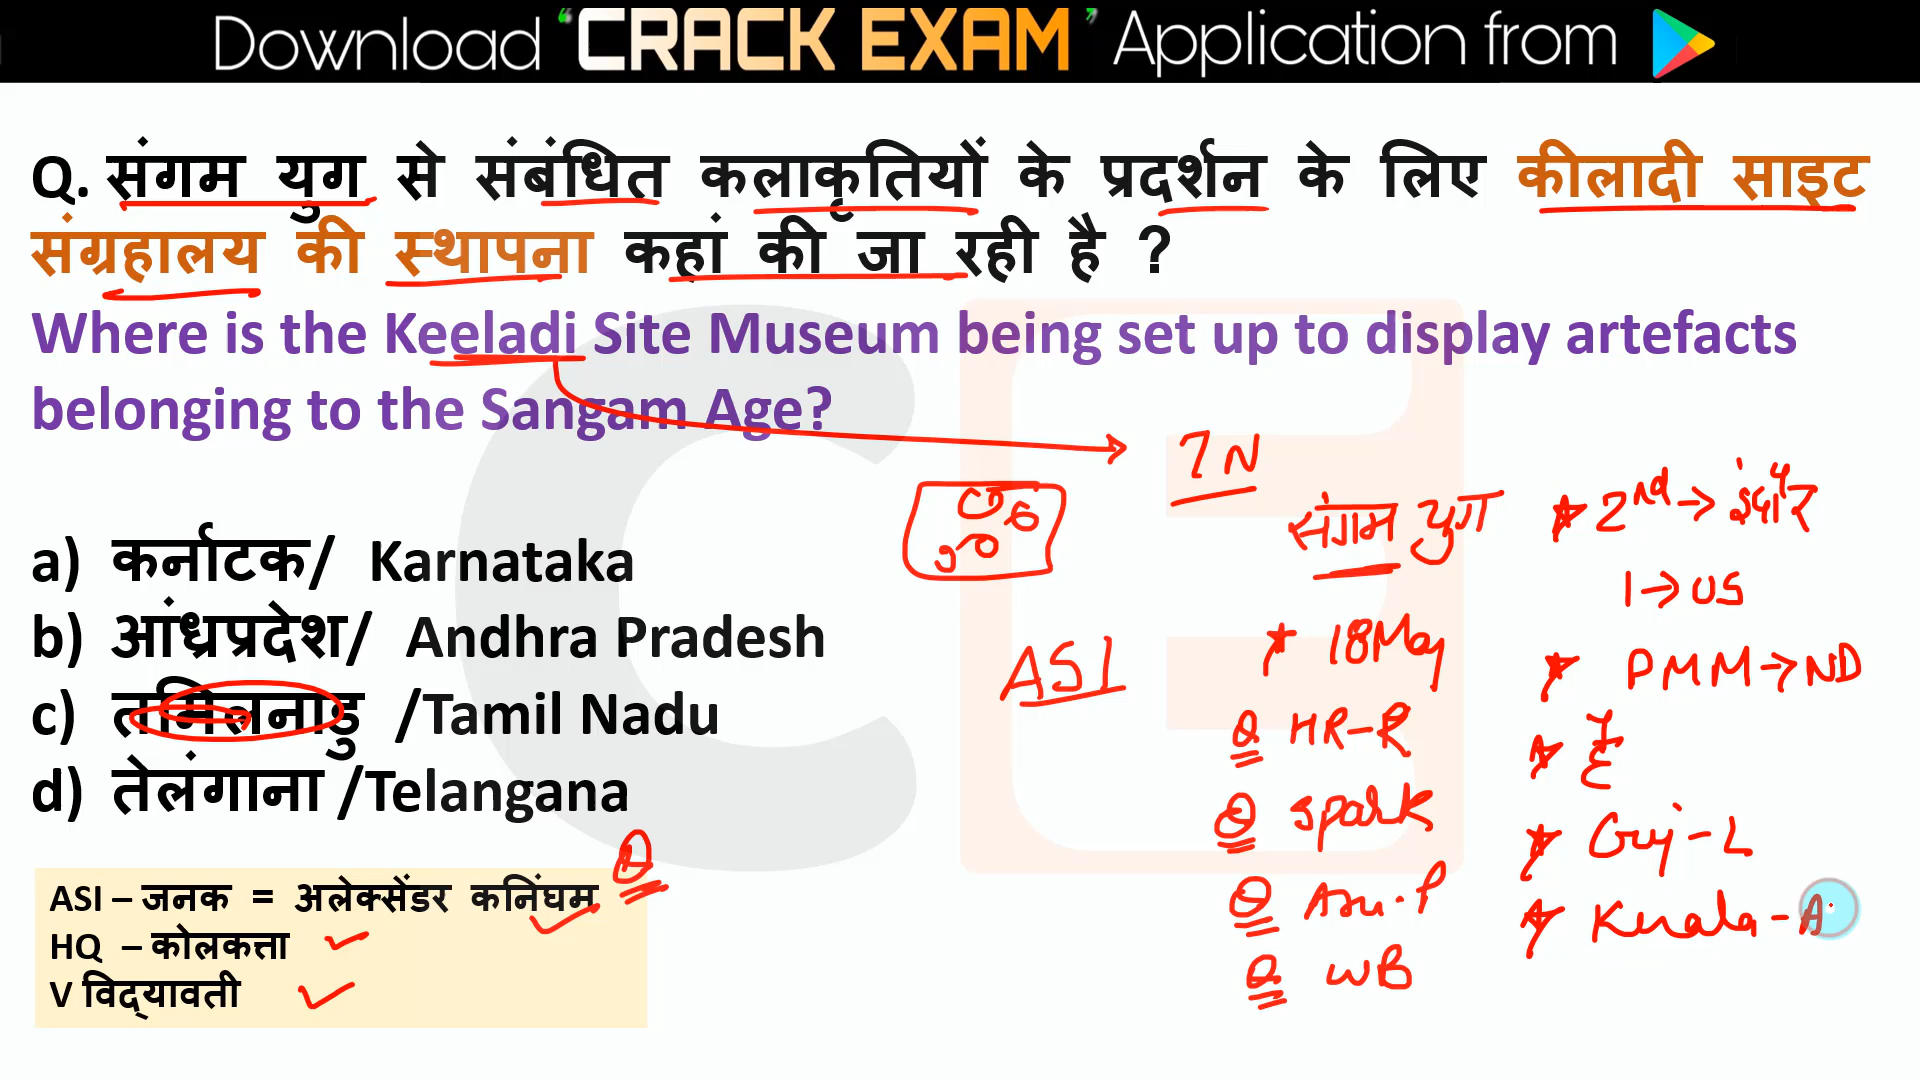 Download "CRACK EXAM" Application from
Q. संगम युग से संबंधित कलाकृतियों के प्रदर्शन के लिए कीलादी साइट
संग्रहालय की स्थापना कहां की जा रही है ?
Where is the Keeladi Site Museum being set up to display artefacts
belonging to the Sangam Age?
a) कर्नाटक/ Karnataka
b) आंध्रप्रदेश/ Andhra Pradesh
c) तमिलनाडु /Tamil Nadu
d) तेलंगाना /Telangana
ASI – जनक = अलेक्सेंडर कनिंघम
HQ – कोलकत्ता
V विद्यावती
Q
TN
संगम युग
ASI
18 May
Q HR-R
Q Spark
Q
Q WB
2nd →
1 → US
PMM → ND
Guj - L
Kerala - A